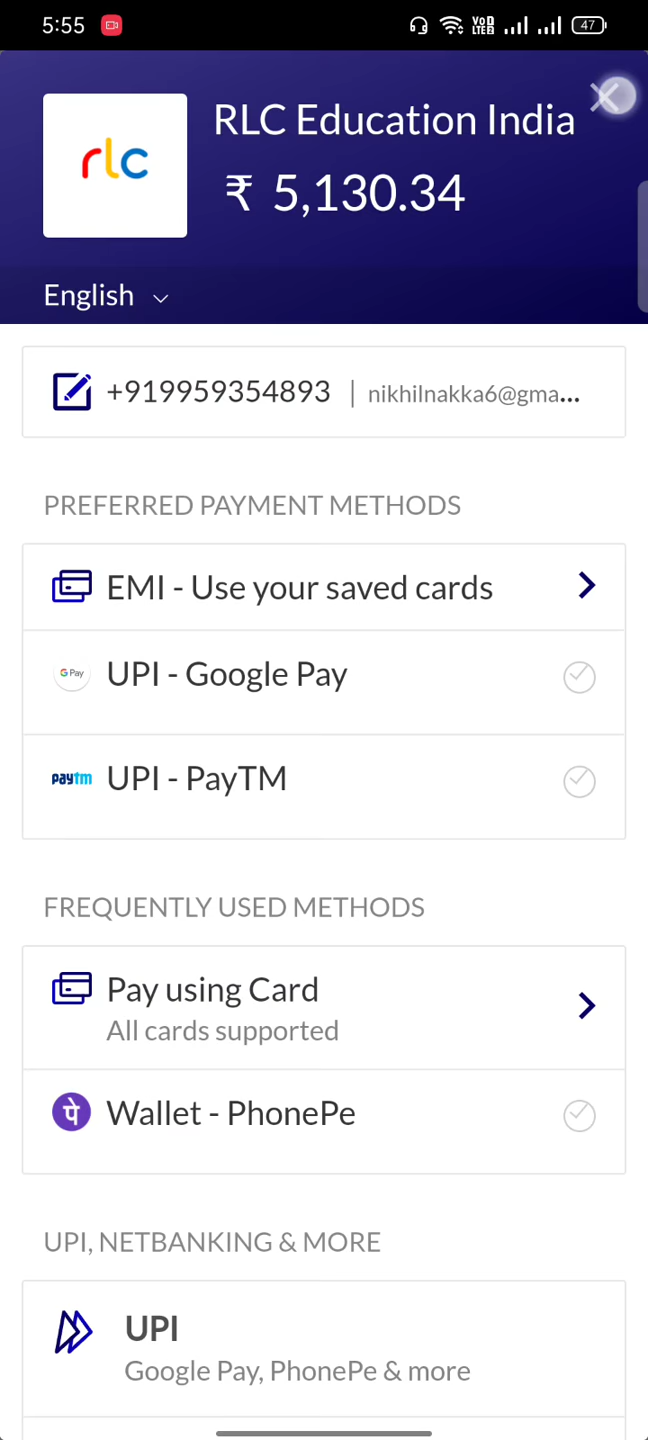 5:55
VoD LTE2 47
rlc
RLC Education India
₹ 5,130.34
English
+919959354893 | nikhilnakka6@gma...
PREFERRED PAYMENT METHODS
EMI - Use your saved cards
G Pay UPI - Google Pay
paytm UPI - PayTM
FREQUENTLY USED METHODS
Pay using Card
All cards supported
पे Wallet - PhonePe
UPI, NETBANKING & MORE
UPI
Google Pay, PhonePe & more